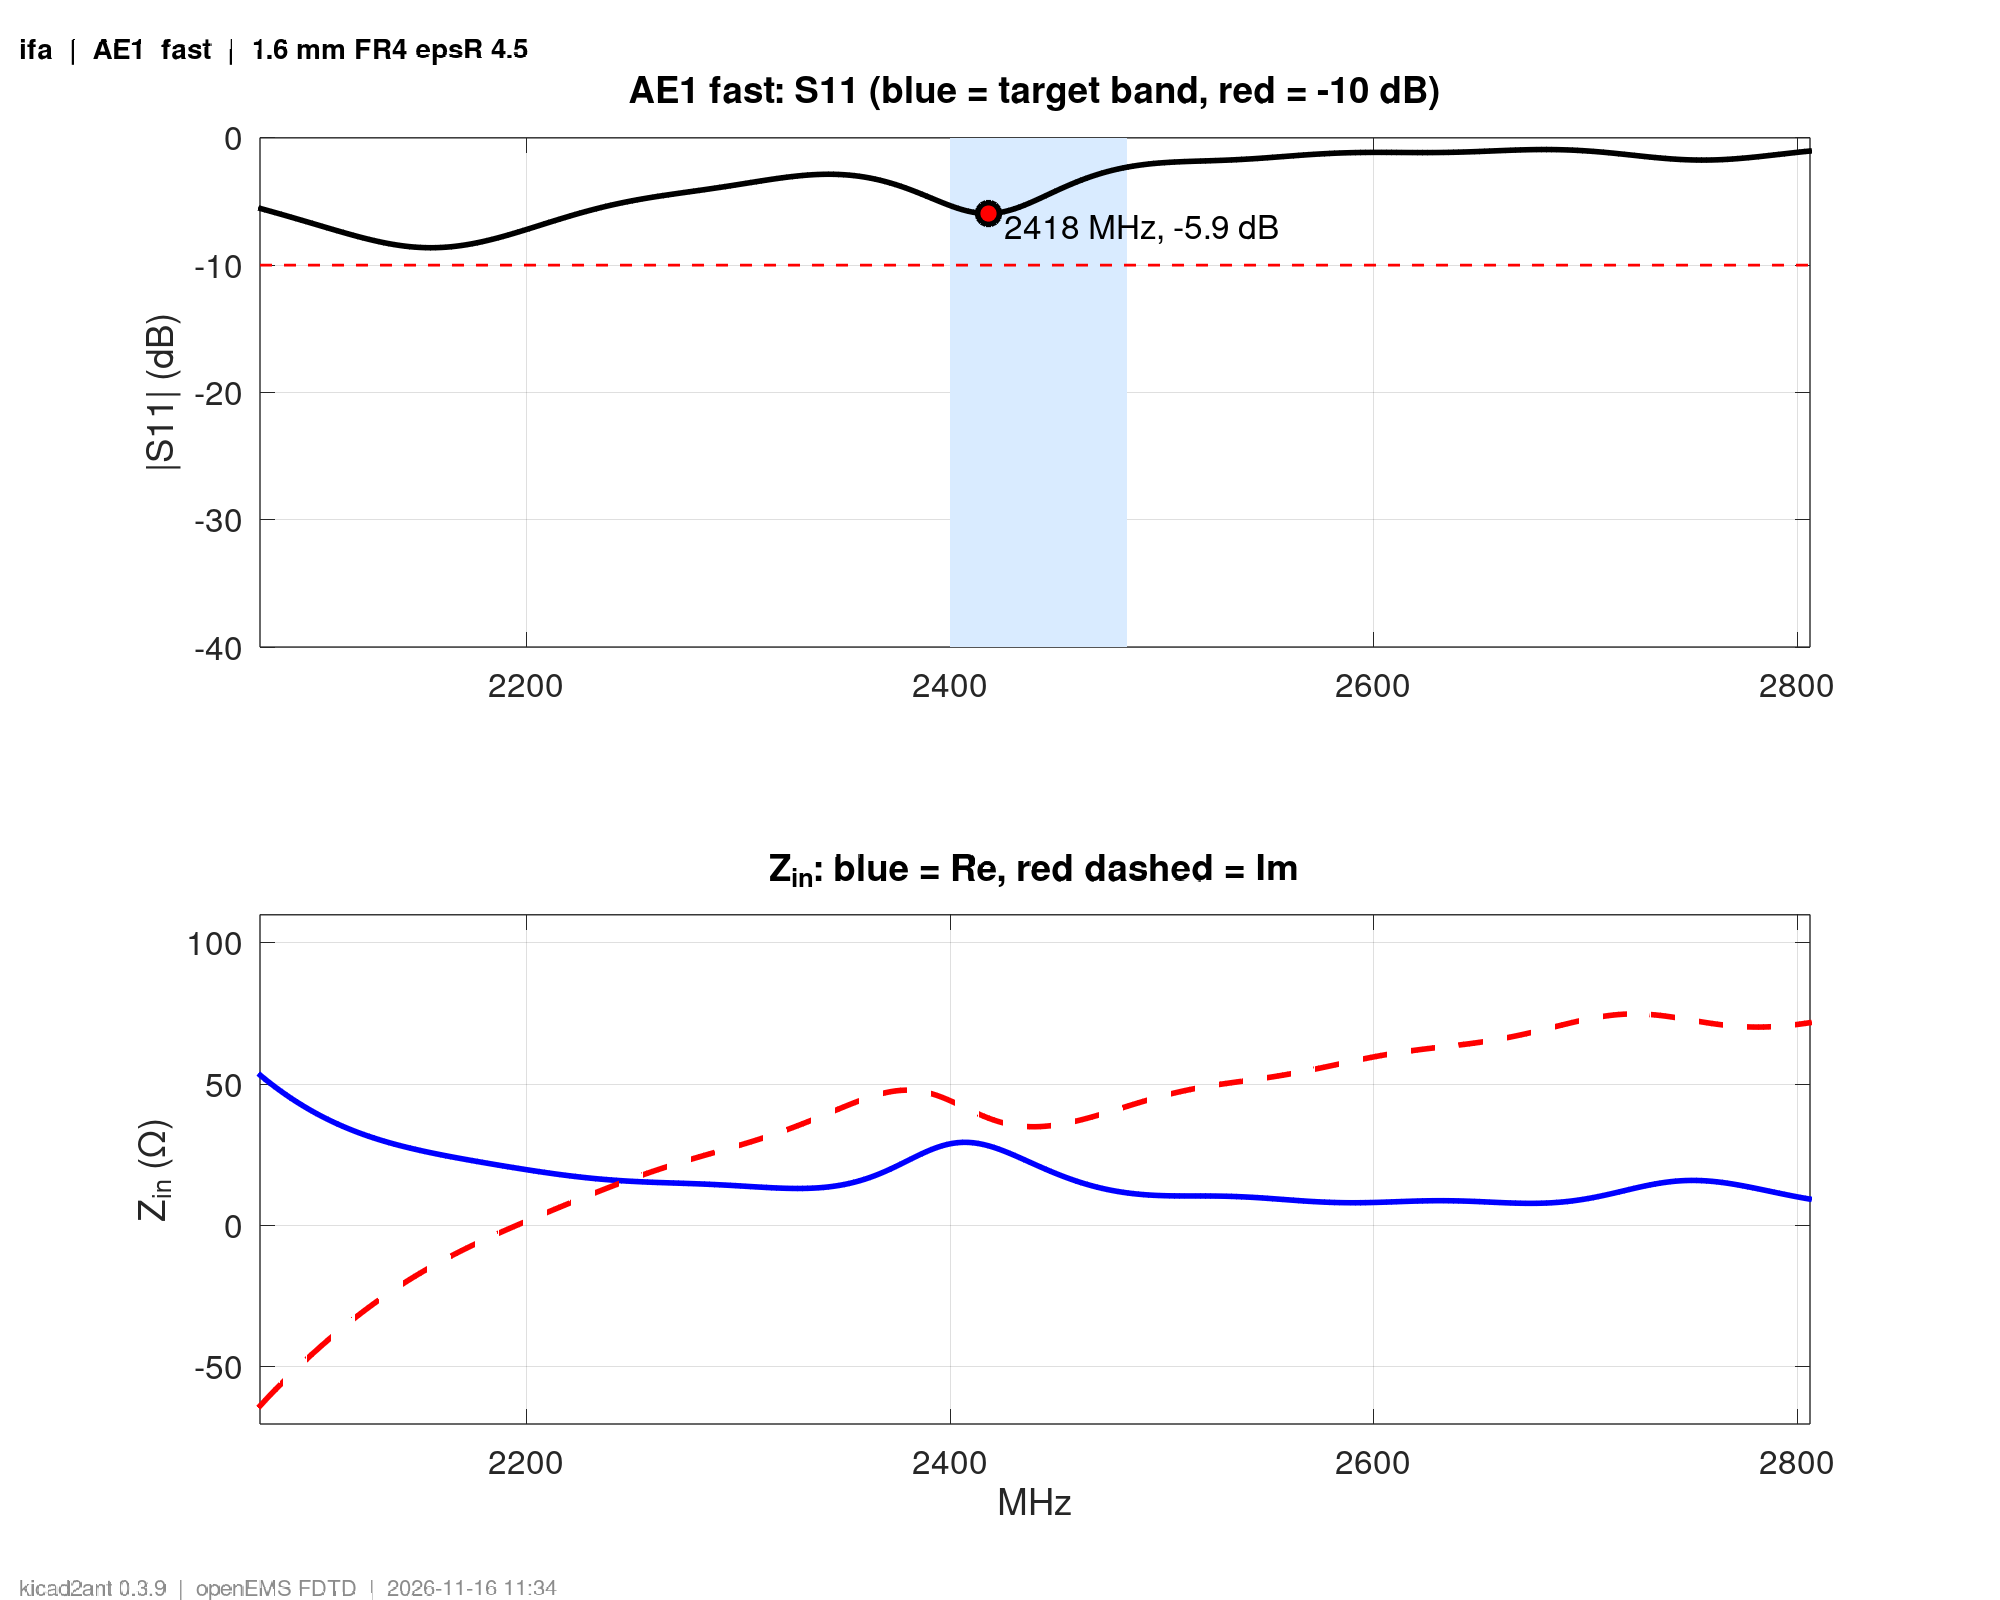 ifa | AE1 fast | 1.6 mm FR4 epsR 4.5
AE1 fast: S11 (blue = target band, red = -10 dB)
0
-10
-20
-30
-40
|S11| (dB)
2418 MHz, -5.9 dB
2200 2400 2600 2800
Zin: blue = Re, red dashed = Im
100
50
0
-50
Zin (Ω)
2200 2400 2600 2800
MHz
kicad2ant 0.3.9 | openEMS FDTD | 2026-11-16 11:34